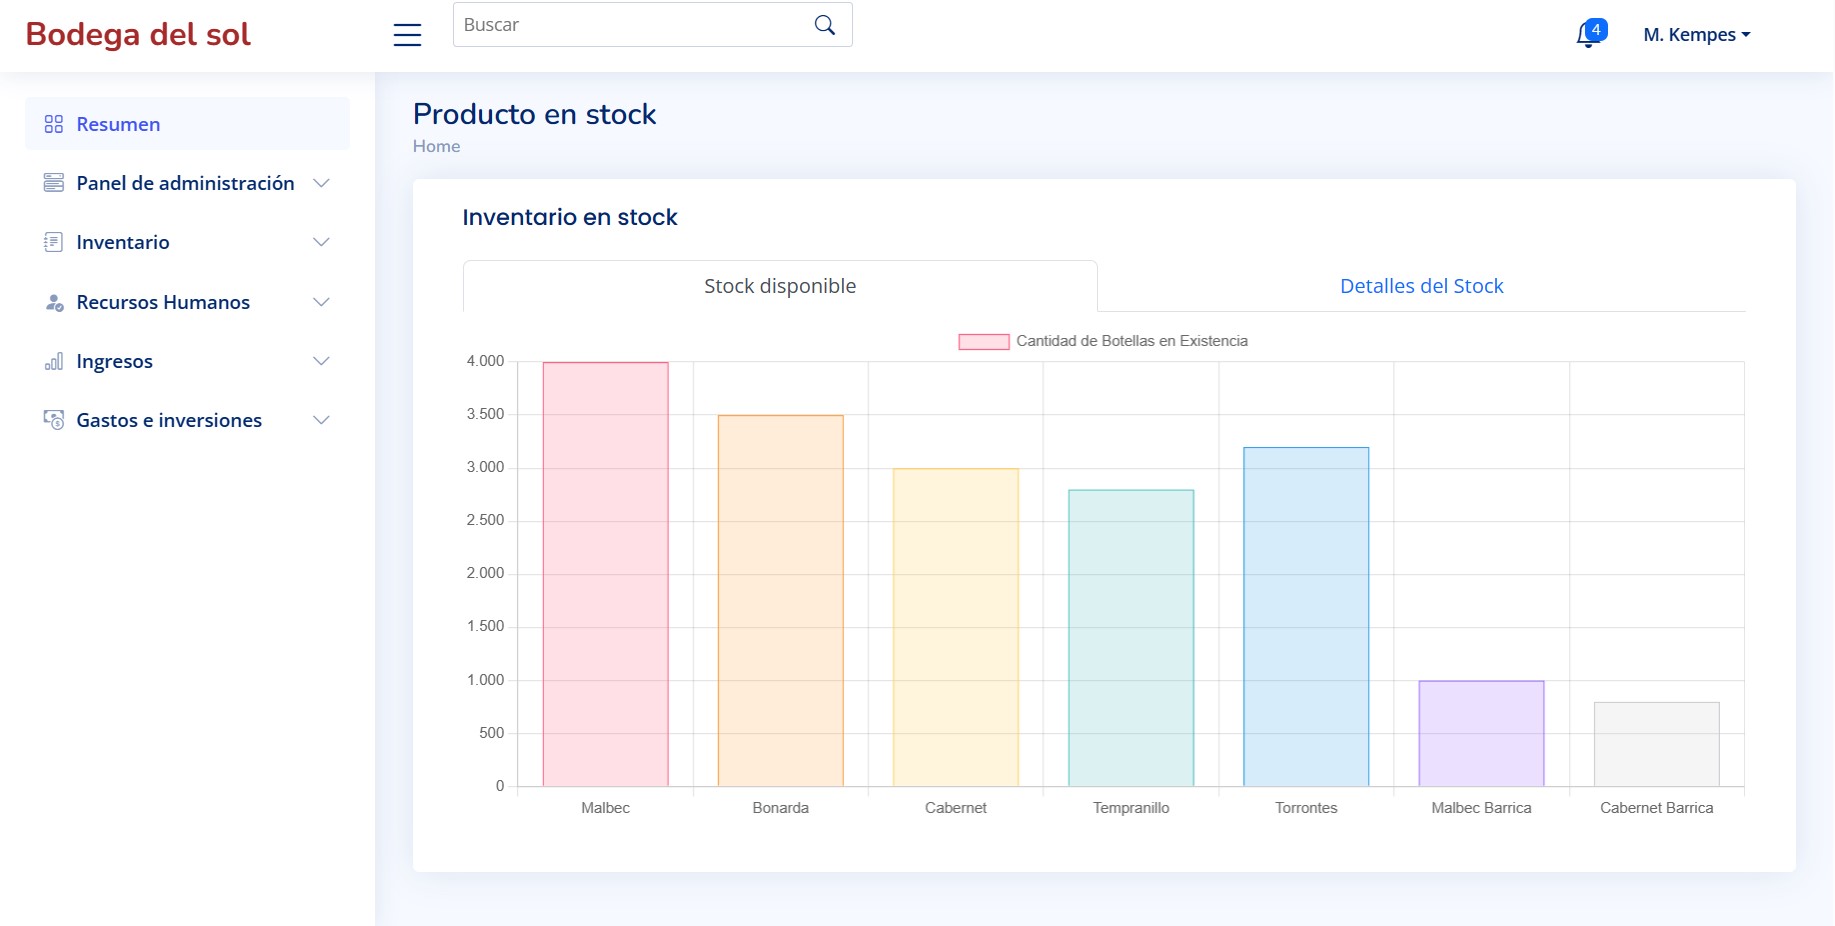 Bodega del sol
Buscar
4
M. Kempes
Resumen
Panel de administración
Inventario
Recursos Humanos
Ingresos
Gastos e inversiones
Producto en stock
Home
Inventario en stock
Stock disponible
Detalles del Stock
Cantidad de Botellas en Existencia
4.000
3.500
3.000
2.500
2.000
1.500
1.000
500
0
Malbec
Bonarda
Cabernet
Tempranillo
Torrontes
Malbec Barrica
Cabernet Barrica